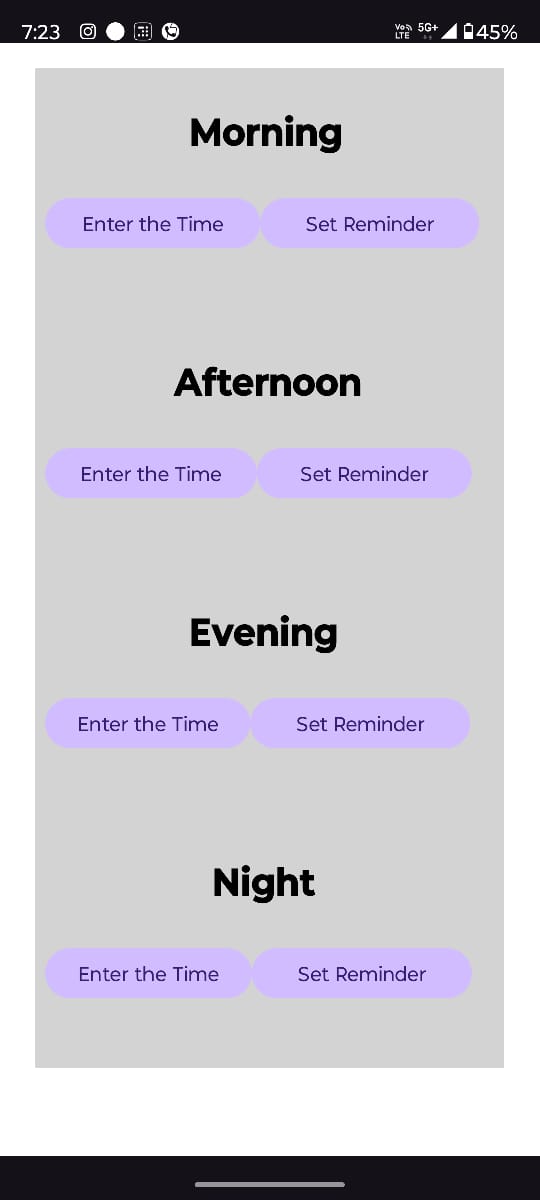 7:23 Vo LTE 5G+ 45%
Morning
Enter the Time Set Reminder
Afternoon
Enter the Time Set Reminder
Evening
Enter the Time Set Reminder
Night
Enter the Time Set Reminder